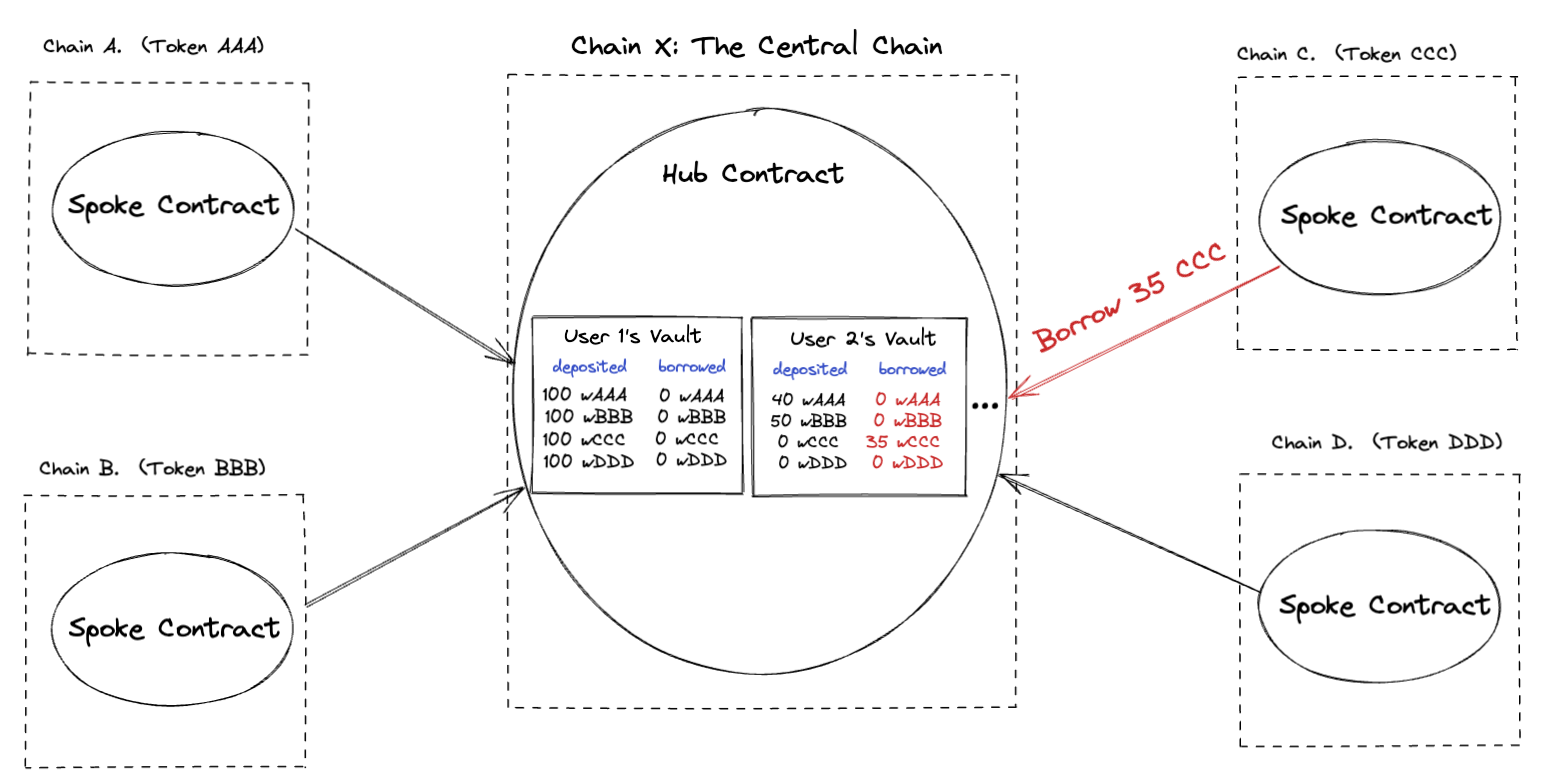 Chain A. (Token AAA)
Spoke Contract
Chain B. (Token BBB)
Spoke Contract
Chain X: The Central Chain
Hub Contract
User 1's Vault
deposited borrowed
100 wAAA 0 wAAA
100 wBBB 0 wBBB
100 wCCC 0 wCCC
100 wDDD 0 wDDD
User 2's Vault
deposited borrowed
40 wAAA 0 wAAA
50 wBBB 0 wBBB
0 wCCC 35 wCCC
0 wDDD 0 wDDD
...
Borrow 35 CCC
Chain C. (Token CCC)
Spoke Contract
Chain D. (Token DDD)
Spoke Contract